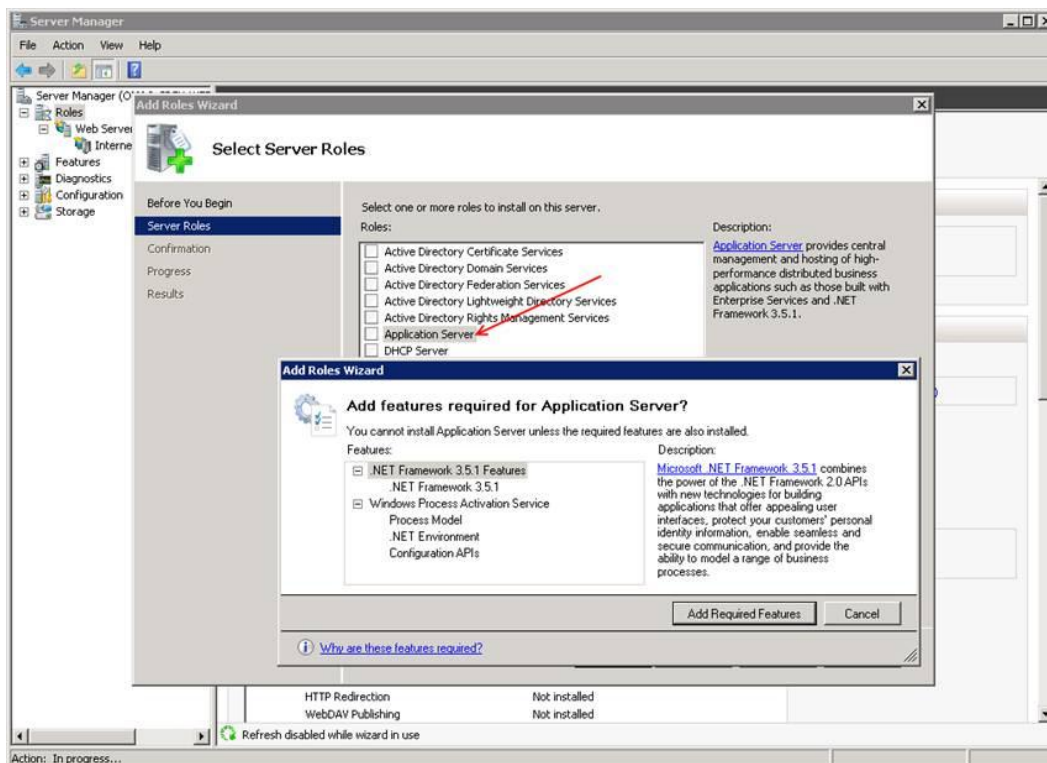 Server Manager
File Action View Help
Server Manager (O
Roles
Web Server
Interne
Features
Diagnostics
Configuration
Storage
Add Roles Wizard
Select Server Roles
Before You Begin
Server Roles
Confirmation
Progress
Results
Select one or more roles to install on this server.
Roles:
Active Directory Certificate Services
Active Directory Domain Services
Active Directory Federation Services
Active Directory Lightweight Directory Services
Active Directory Rights Management Services
Application Server
DHCP Server
Description:
Application Server provides central
management and hosting of high-
performance distributed business
applications such as those built with
Enterprise Services and .NET
Framework 3.5.1.
Add Roles Wizard
Add features required for Application Server?
You cannot install Application Server unless the required features are also installed.
Features:
.NET Framework 3.5.1 Features
.NET Framework 3.5.1
Windows Process Activation Service
Process Model
.NET Environment
Configuration APIs
Description:
Microsoft .NET Framework 3.5.1 combines
the power of the .NET Framework 2.0 APIs
with new technologies for building
applications that offer appealing user
interfaces, protect your customers' personal
identity information, enable seamless and
secure communication, and provide the
ability to model a range of business
processes.
Add Required Features
Cancel
Why are these features required?
HTTP Redirection Not installed
WebDAV Publishing Not installed
Refresh disabled while wizard in use
Action: In progress...